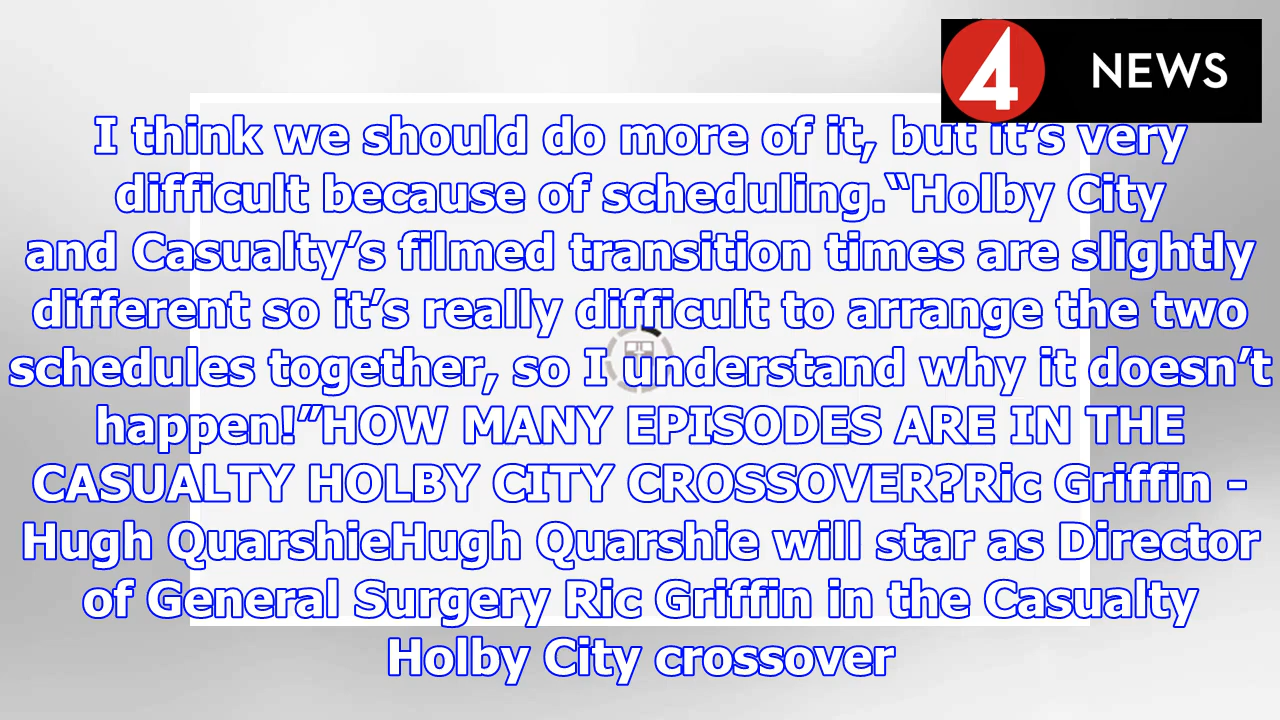 4 NEWS
I think we should do more of it, but it’s very
difficult because of scheduling.“Holby City
and Casualty’s filmed transition times are slightly
different so it’s really difficult to arrange the two
schedules together, so I understand why it doesn’t
happen!”HOW MANY EPISODES ARE IN THE
CASUALTY HOLBY CITY CROSSOVER?Ric Griffin -
Hugh QuarshieHugh Quarshie will star as Director
of General Surgery Ric Griffin in the Casualty
Holby City crossover